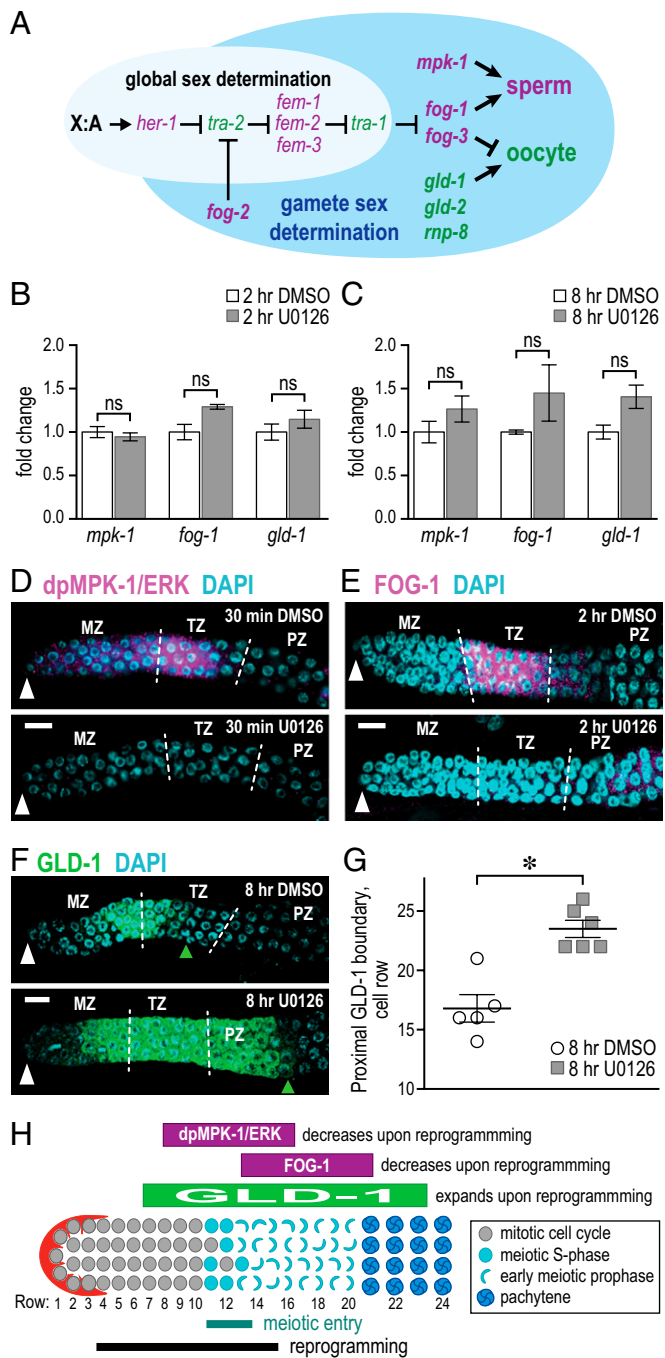 A
global sex determination
X:A
her-1
tra-2
fem-1
fem-2
fem-3
tra-1
fog-2
gamete sex
determination
mpk-1
fog-1
fog-3
gld-1
gld-2
rnp-8
sperm
oocyte
B
2 hr DMSO
2 hr U0126
fold change
2.0
1.5
1.0
0.5
0
ns
ns
ns
mpk-1
fog-1
gld-1
C
8 hr DMSO
8 hr U0126
fold change
2.0
1.5
1.0
0.5
0
ns
ns
ns
mpk-1
fog-1
gld-1
D dpMPK-1/ERK DAPI
30 min DMSO
MZ TZ PZ
30 min U0126
MZ TZ PZ
E FOG-1 DAPI
2 hr DMSO
MZ TZ PZ
2 hr U0126
MZ TZ PZ
F GLD-1 DAPI
8 hr DMSO
MZ TZ PZ
8 hr U0126
MZ TZ PZ
G
*
Proximal GLD-1 boundary,
cell row
25
20
15
10
8 hr DMSO
8 hr U0126
H
dpMPK-1/ERK decreases upon reprogrammming
FOG-1 decreases upon reprogrammming
GLD-1 expands upon reprogrammming
mitotic cell cycle
meiotic S-phase
early meiotic prophase
pachytene
Row: 1 2 3 4 5 6 7 8 9 10 12 14 16 18 20 22 24
meiotic entry
reprogramming